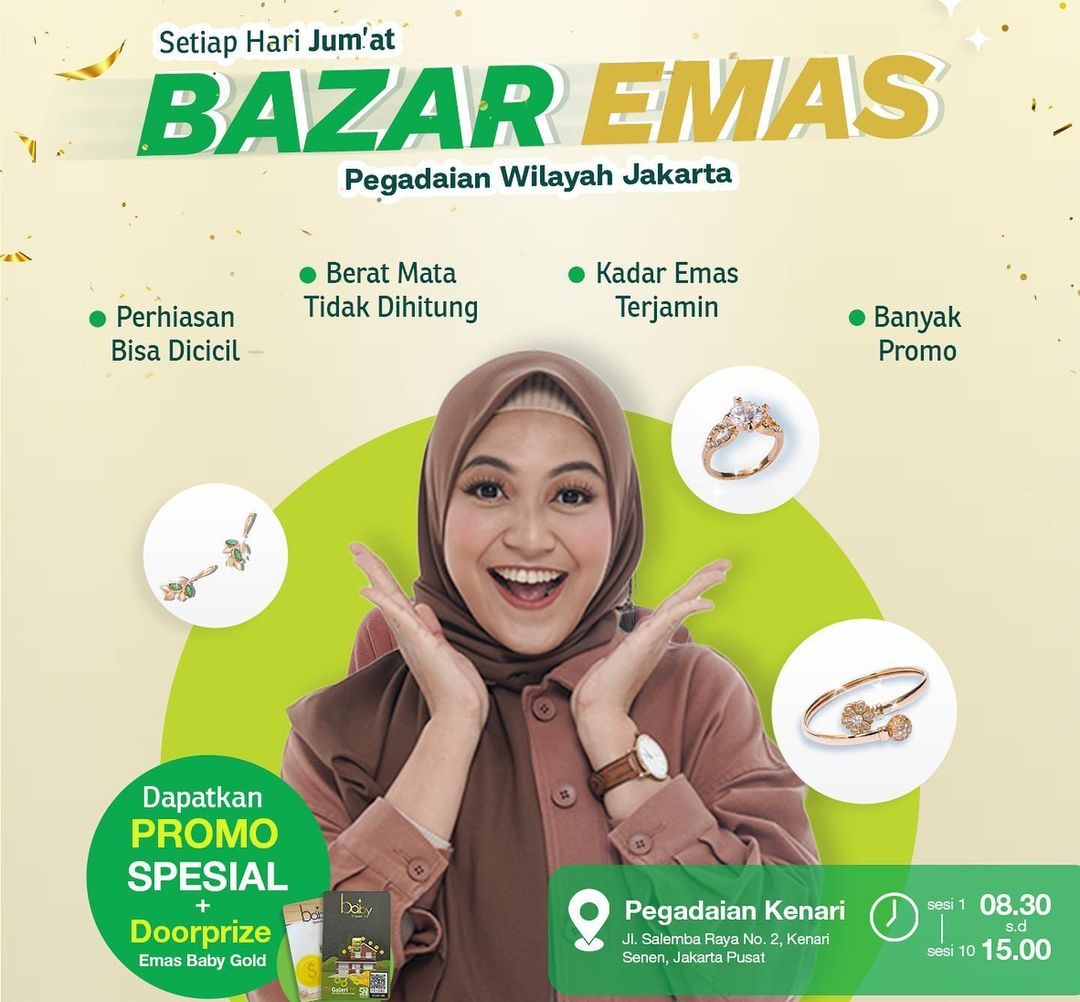 Setiap Hari Jum'at
BAZAR EMAS
Pegadaian Wilayah Jakarta
Perhiasan
Bisa Dicicil
Berat Mata
Tidak Dihitung
Kadar Emas
Terjamin
Banyak
Promo
Dapatkan
PROMO
SPESIAL
+
Doorprize
Emas Baby Gold
baby
Galeri
Pegadaian Kenari
Jl. Salemba Raya No. 2, Kenari
Senen, Jakarta Pusat
sesi 1 08.30
s.d
sesi 10 15.00